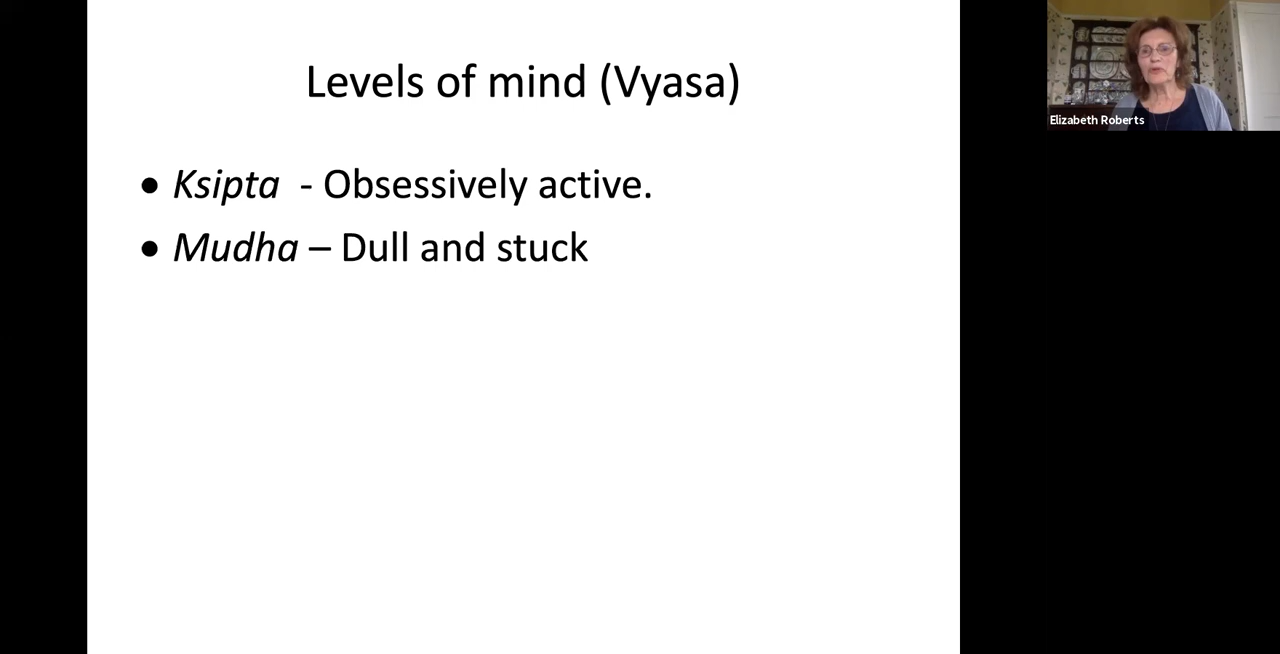 Levels of mind (Vyasa)
• Ksipta - Obsessively active.
• Mudha – Dull and stuck
Elizabeth Roberts